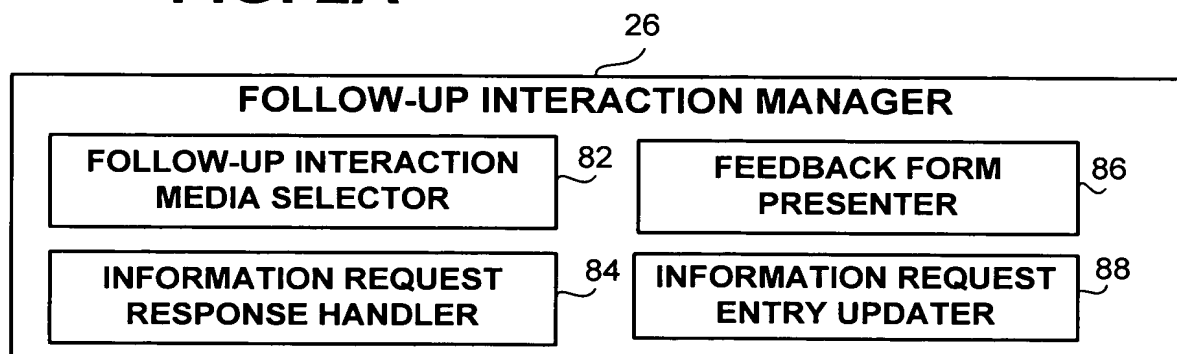 26
FOLLOW-UP INTERACTION MANAGER
FOLLOW-UP INTERACTION
MEDIA SELECTOR
82
FEEDBACK FORM
PRESENTER
86
INFORMATION REQUEST
RESPONSE HANDLER
84
INFORMATION REQUEST
ENTRY UPDATER
88